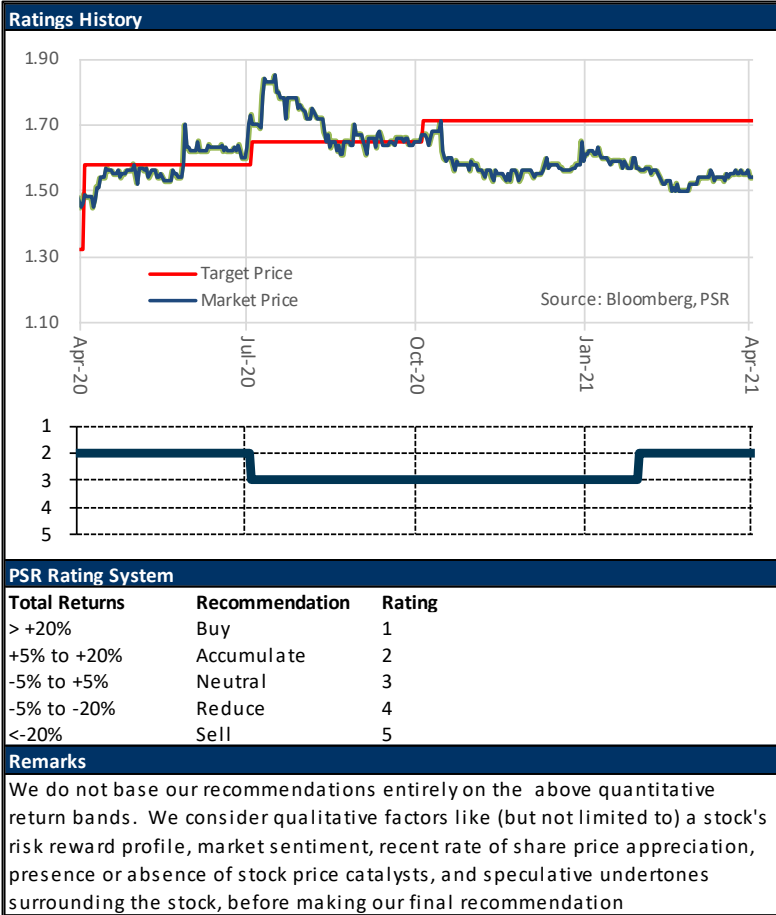 Ratings History
1.90
1.70
1.50
1.30
1.10
Target Price
Market Price
Source: Bloomberg, PSR
Apr-20
Jul-20
Oct-20
Jan-21
Apr-21
1
2
3
4
5
PSR Rating System
Total Returns Recommendation Rating
> +20% Buy 1
+5% to +20% Accumulate 2
-5% to +5% Neutral 3
-5% to -20% Reduce 4
<-20% Sell 5
Remarks
We do not base our recommendations entirely on the above quantitative
return bands. We consider qualitative factors like (but not limited to) a stock's
risk reward profile, market sentiment, recent rate of share price appreciation,
presence or absence of stock price catalysts, and speculative undertones
surrounding the stock, before making our final recommendation